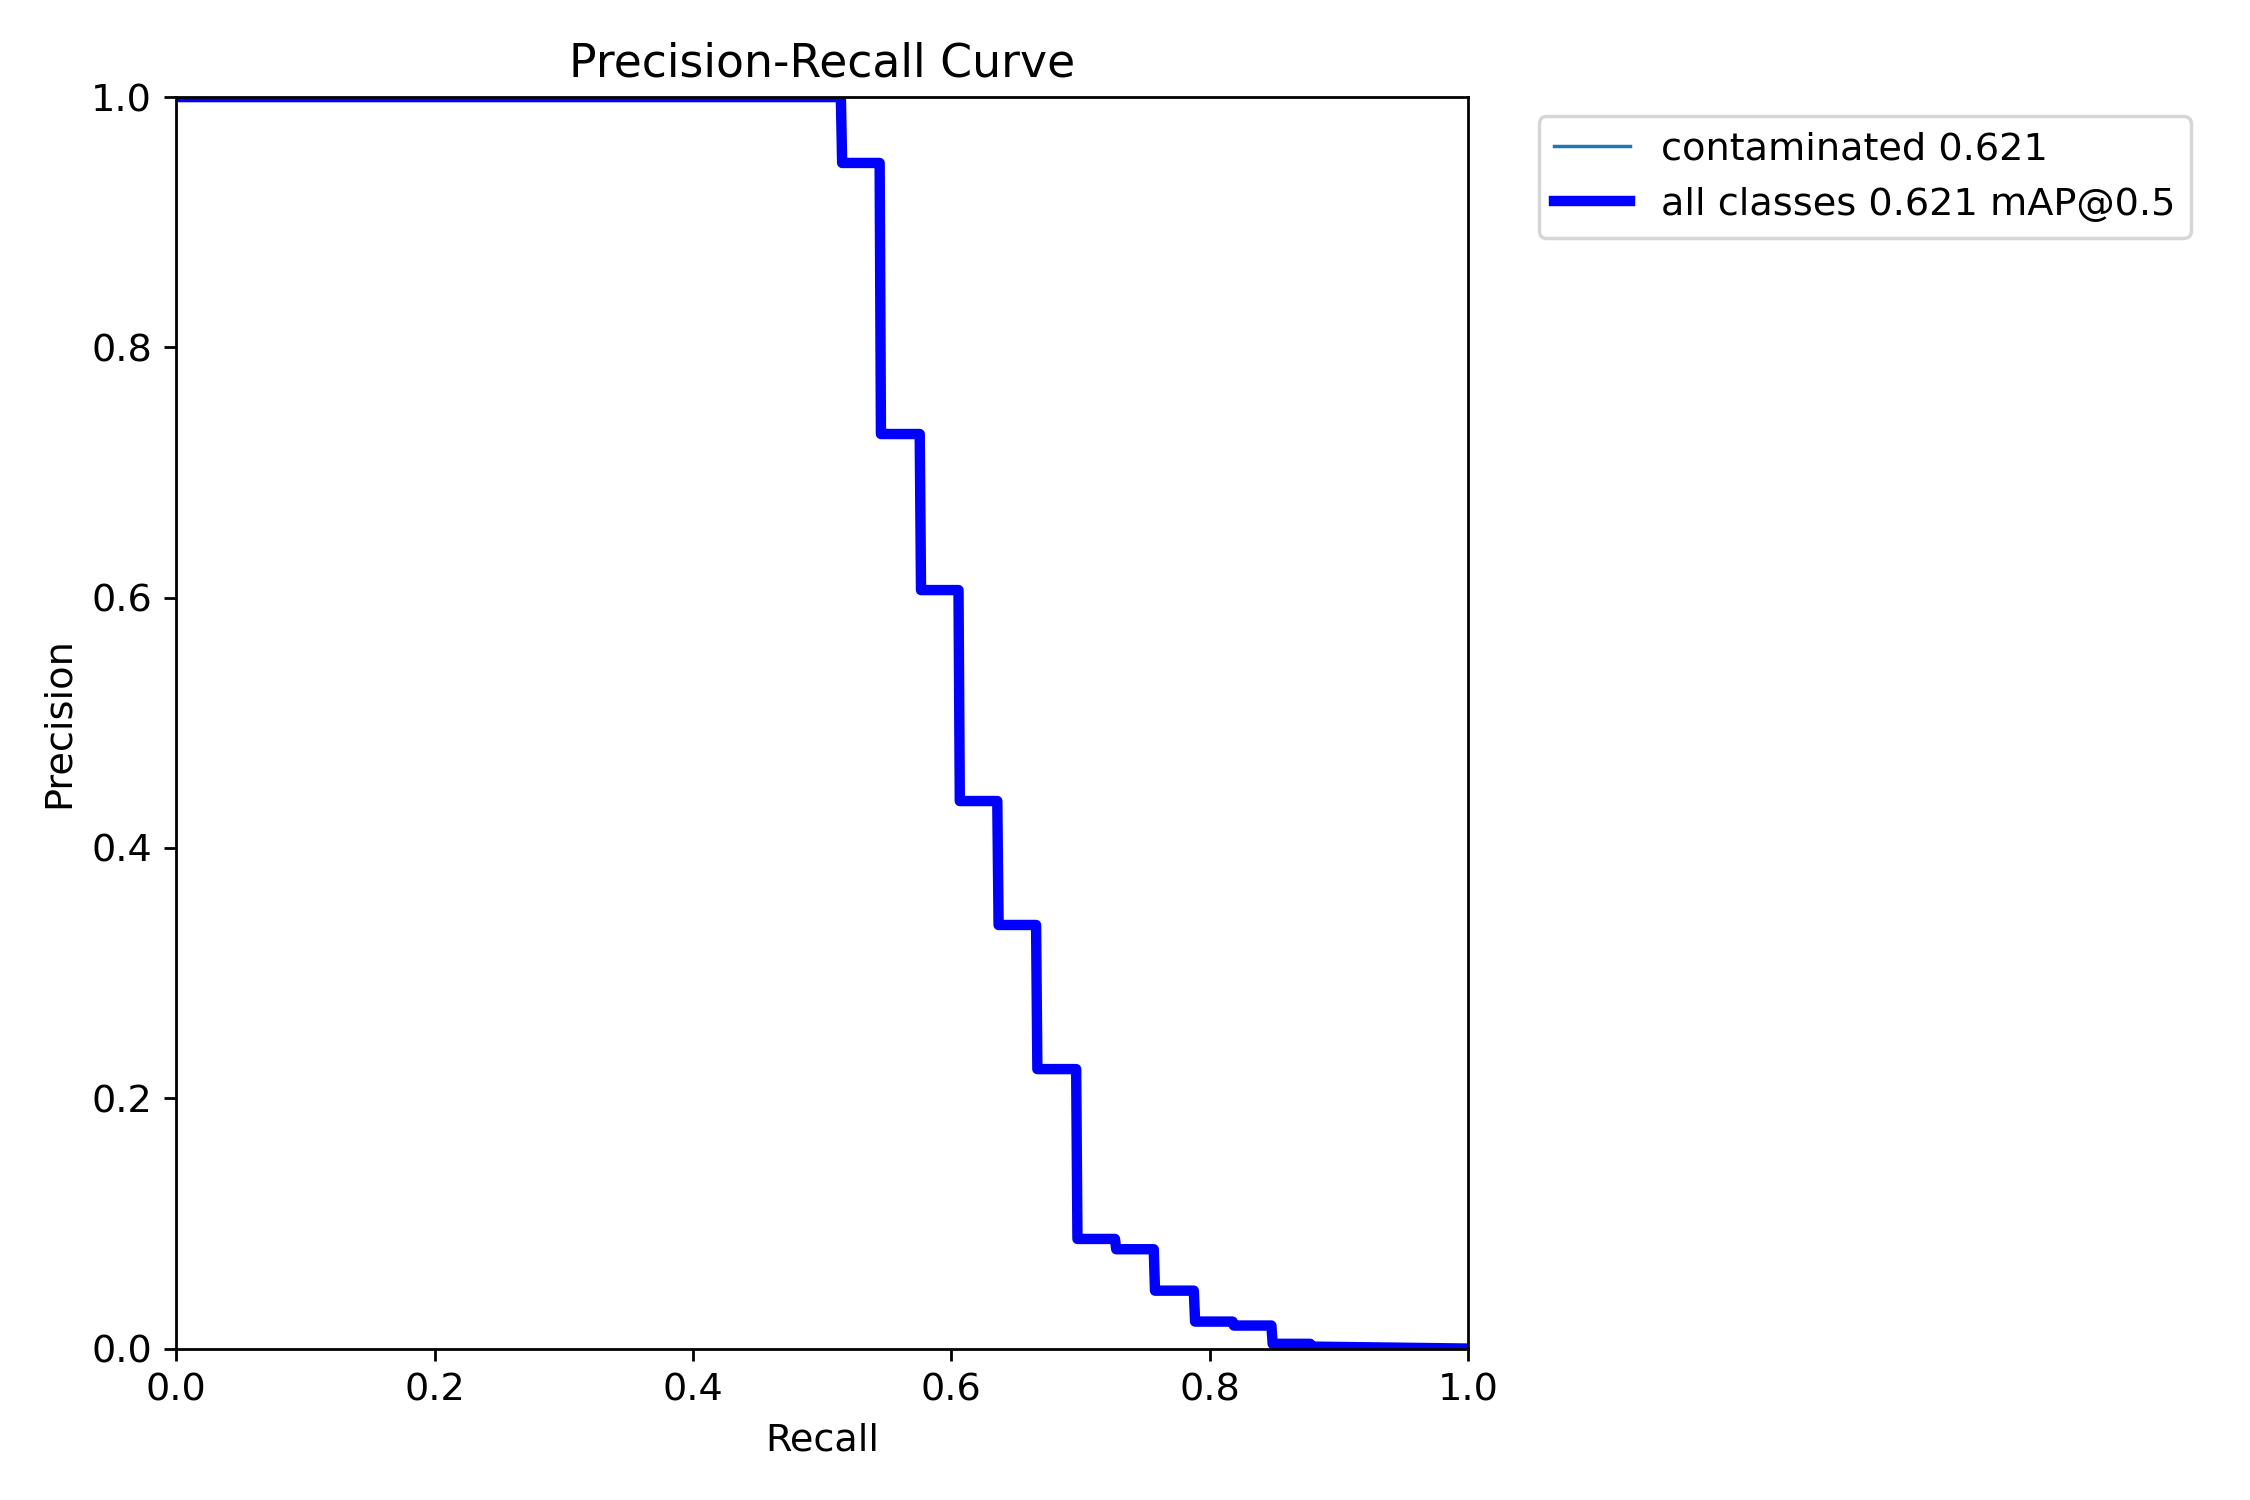 Precision-Recall Curve
1.0
0.8
0.6
0.4
0.2
0.0
Precision
0.0 0.2 0.4 0.6 0.8 1.0
Recall
contaminated 0.621
all classes 0.621 mAP@0.5